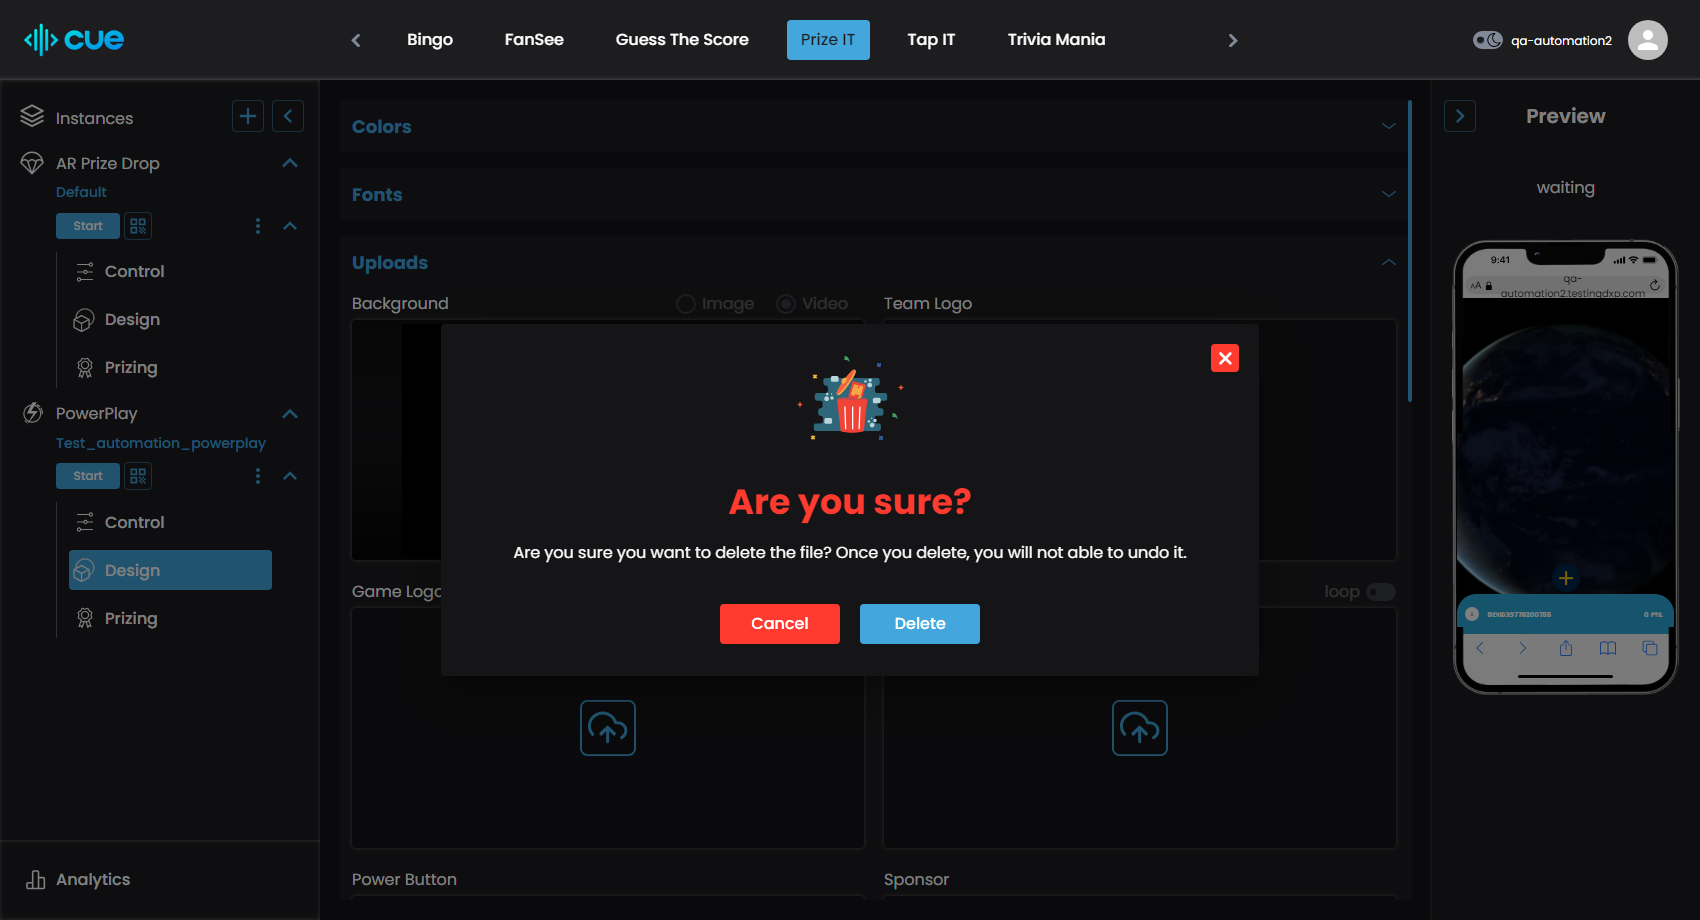 cue
Bingo
FanSee
Guess The Score
Prize IT
Tap IT
Trivia Mania
qa-automation2
Instances
AR Prize Drop
Default
Start
Control
Design
Prizing
PowerPlay
Test_automation_powerplay
Start
Control
Design
Prizing
Analytics
Colors
Fonts
Uploads
Background
Image
Video
Team Logo
Are you sure?
Are you sure you want to delete the file? Once you delete, you will not able to undo it.
Cancel
Delete
Game Logo
loop
Power Button
Sponsor
Preview
waiting
9:41
AA
qa-
automation2.testingdxp.com
0 PTS.